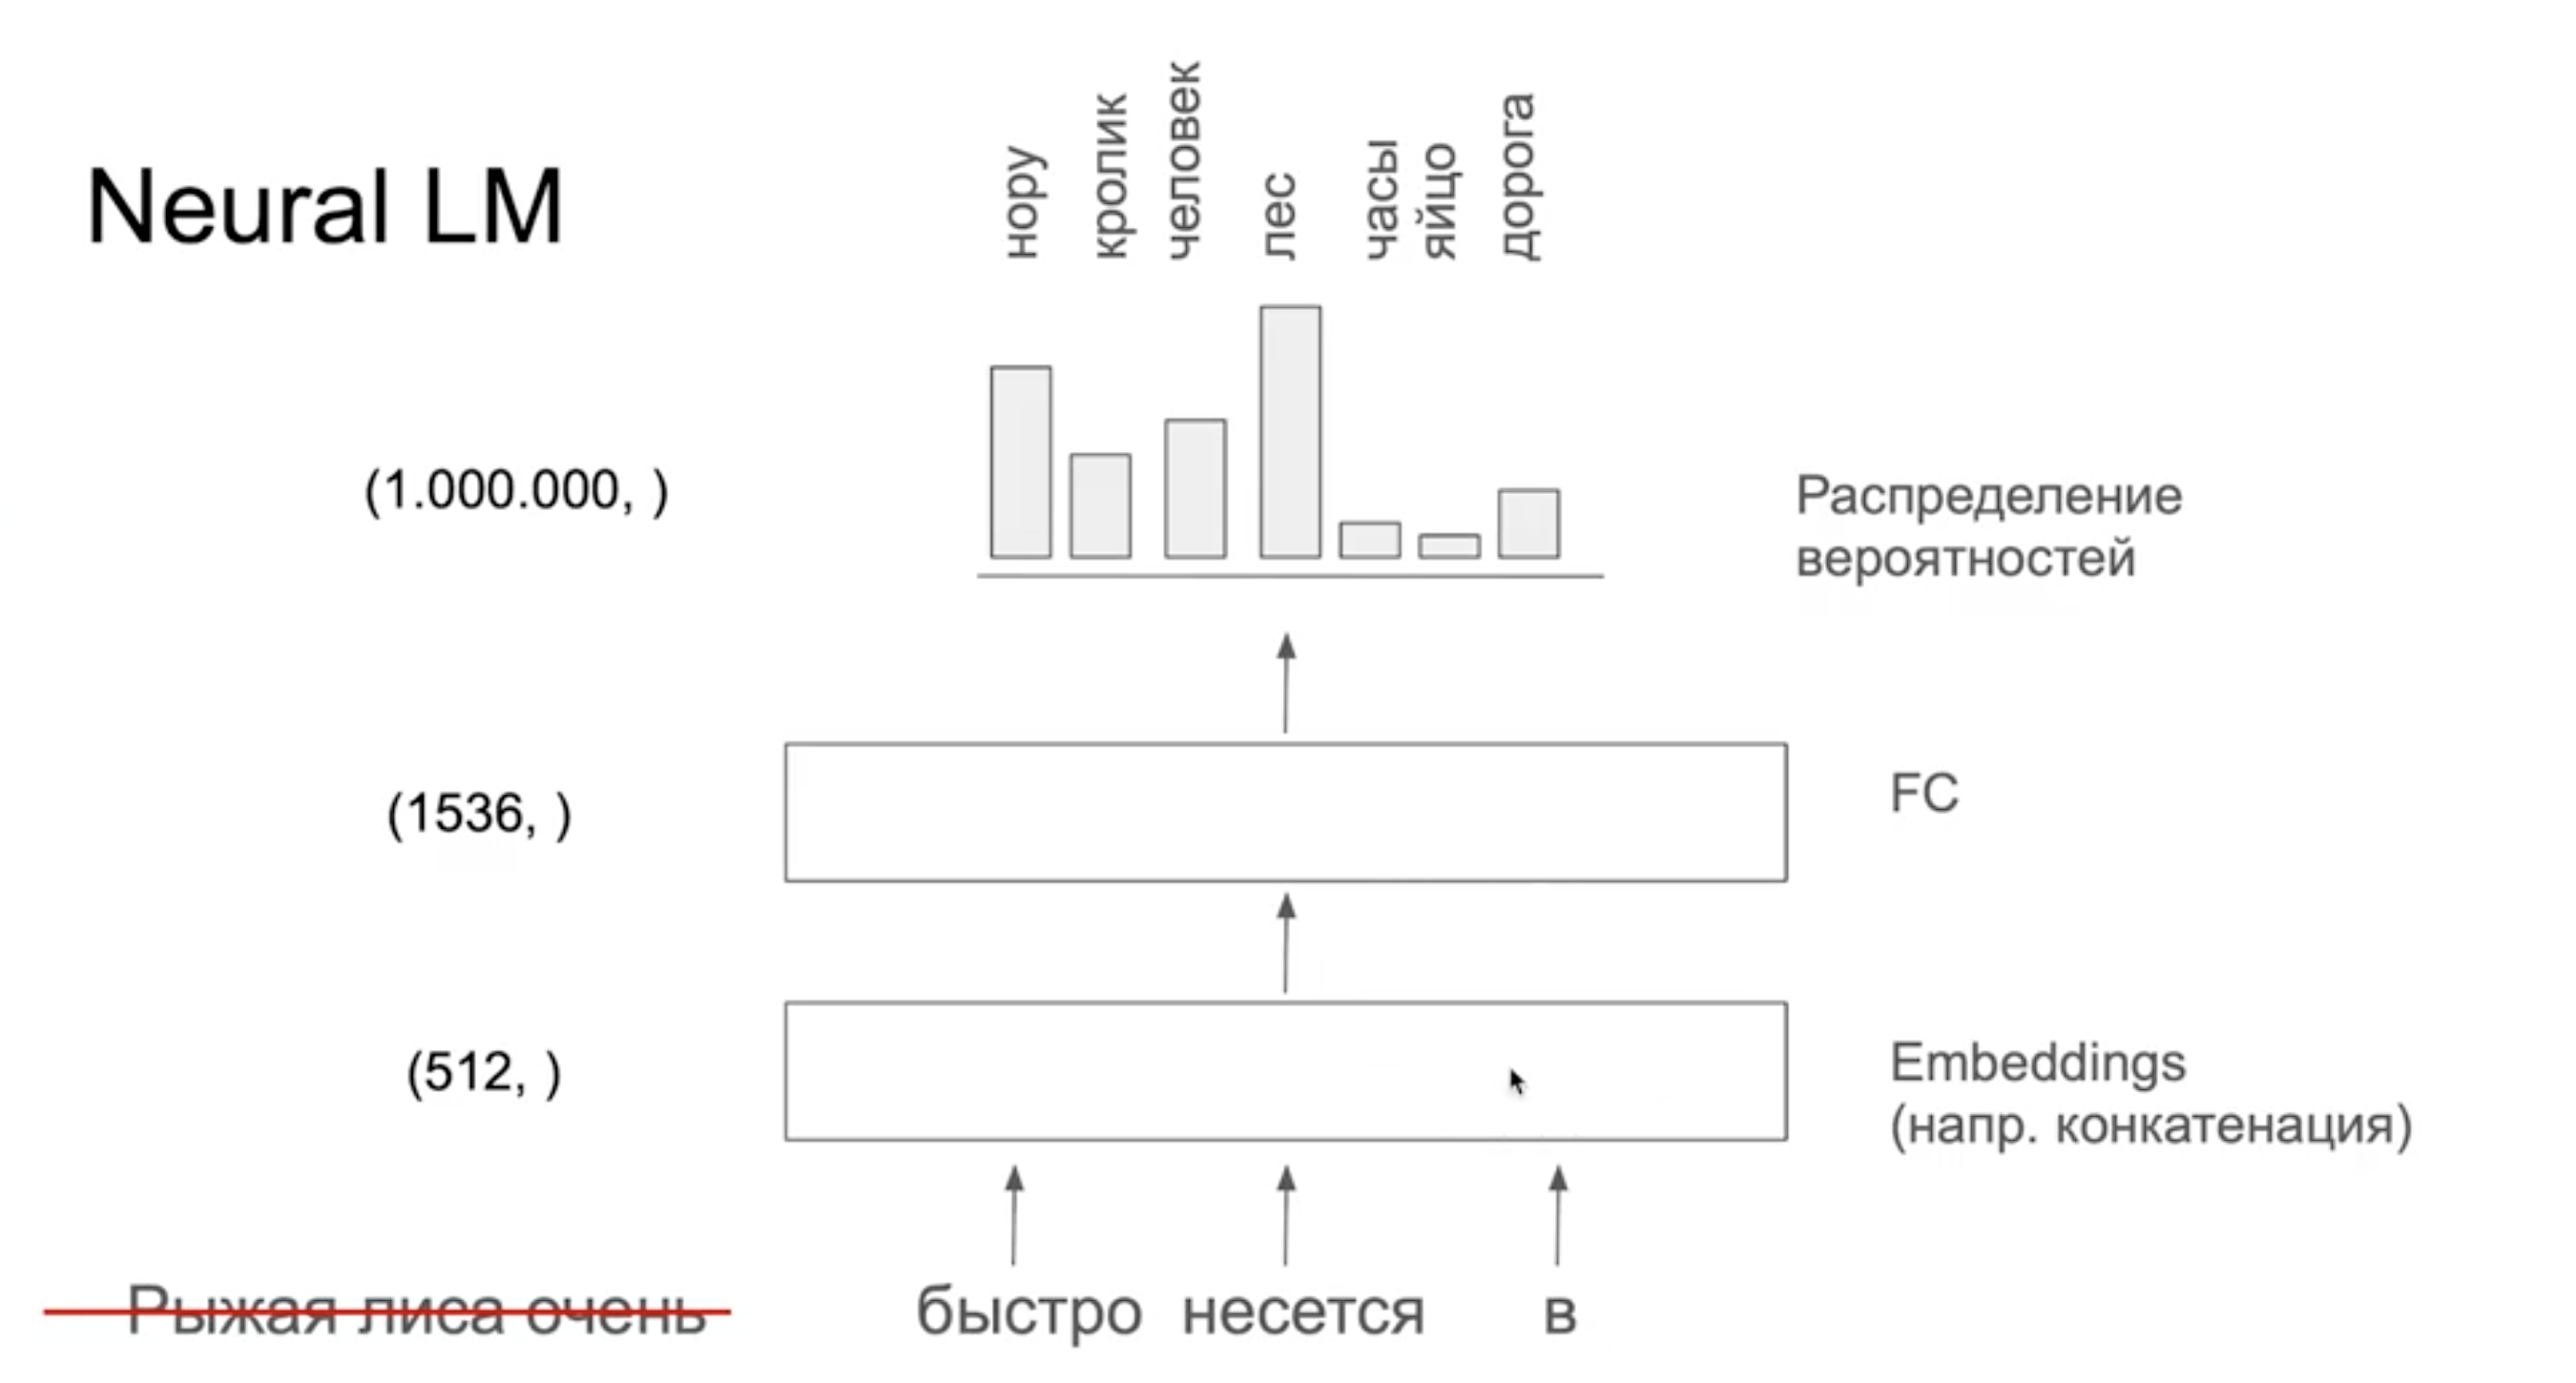 Neural LM
нору
кролик
человек
лес
часы
яйцо
дорога
(1.000.000, )
Распределение
вероятностей
(1536, )
FC
(512, )
Embeddings
(напр. конкатенация)
Рыжая лиса очень быстро несется в